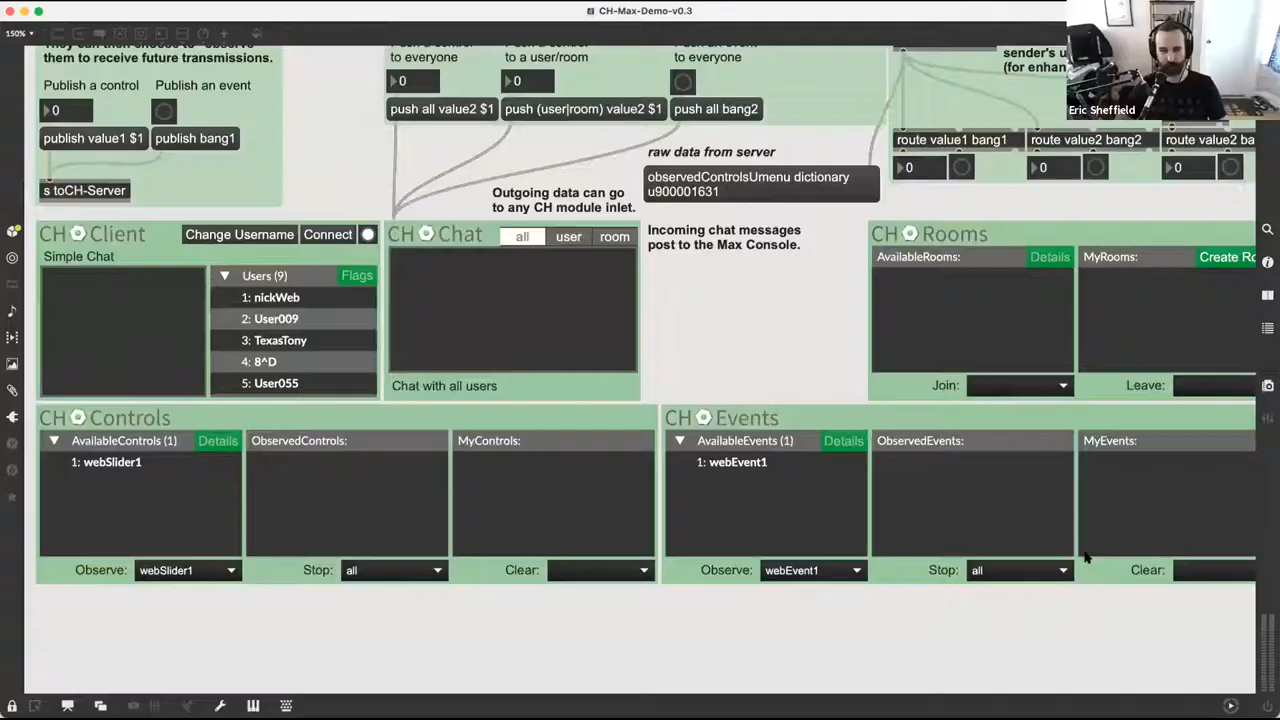 CH-Max-Demo-v0.3
150%
They can then choose to "observe"
them to receive future transmissions.
Publish a control
Publish an event
0
publish value1 $1
publish bang1
s toCH-Server
to everyone
to a user/room
to everyone
0
0
push all value2 $1
push (user|room) value2 $1
push all bang2
sender's u
(for enhan
Eric Sheffield
route value1 bang1
route value2 bang2
route value2 ba
0
0
0
raw data from server
observedControlsUmenu dictionary
u900001631
Outgoing data can go
to any CH module inlet.
Incoming chat messages
post to the Max Console.
CH Client
Change Username
Connect
Simple Chat
Users (9)
Flags
1: nickWeb
2: User009
3: TexasTony
4: 8^D
5: User055
CH Chat
all
user
room
Chat with all users
CH Rooms
AvailableRooms:
Details
MyRooms:
Create Ro
Join:
Leave:
CH Controls
AvailableControls (1)
Details
ObservedControls:
MyControls:
1: webSlider1
Observe:
webSlider1
Stop:
all
Clear:
CH Events
AvailableEvents (1)
Details
ObservedEvents:
MyEvents:
1: webEvent1
Observe:
webEvent1
Stop:
all
Clear: